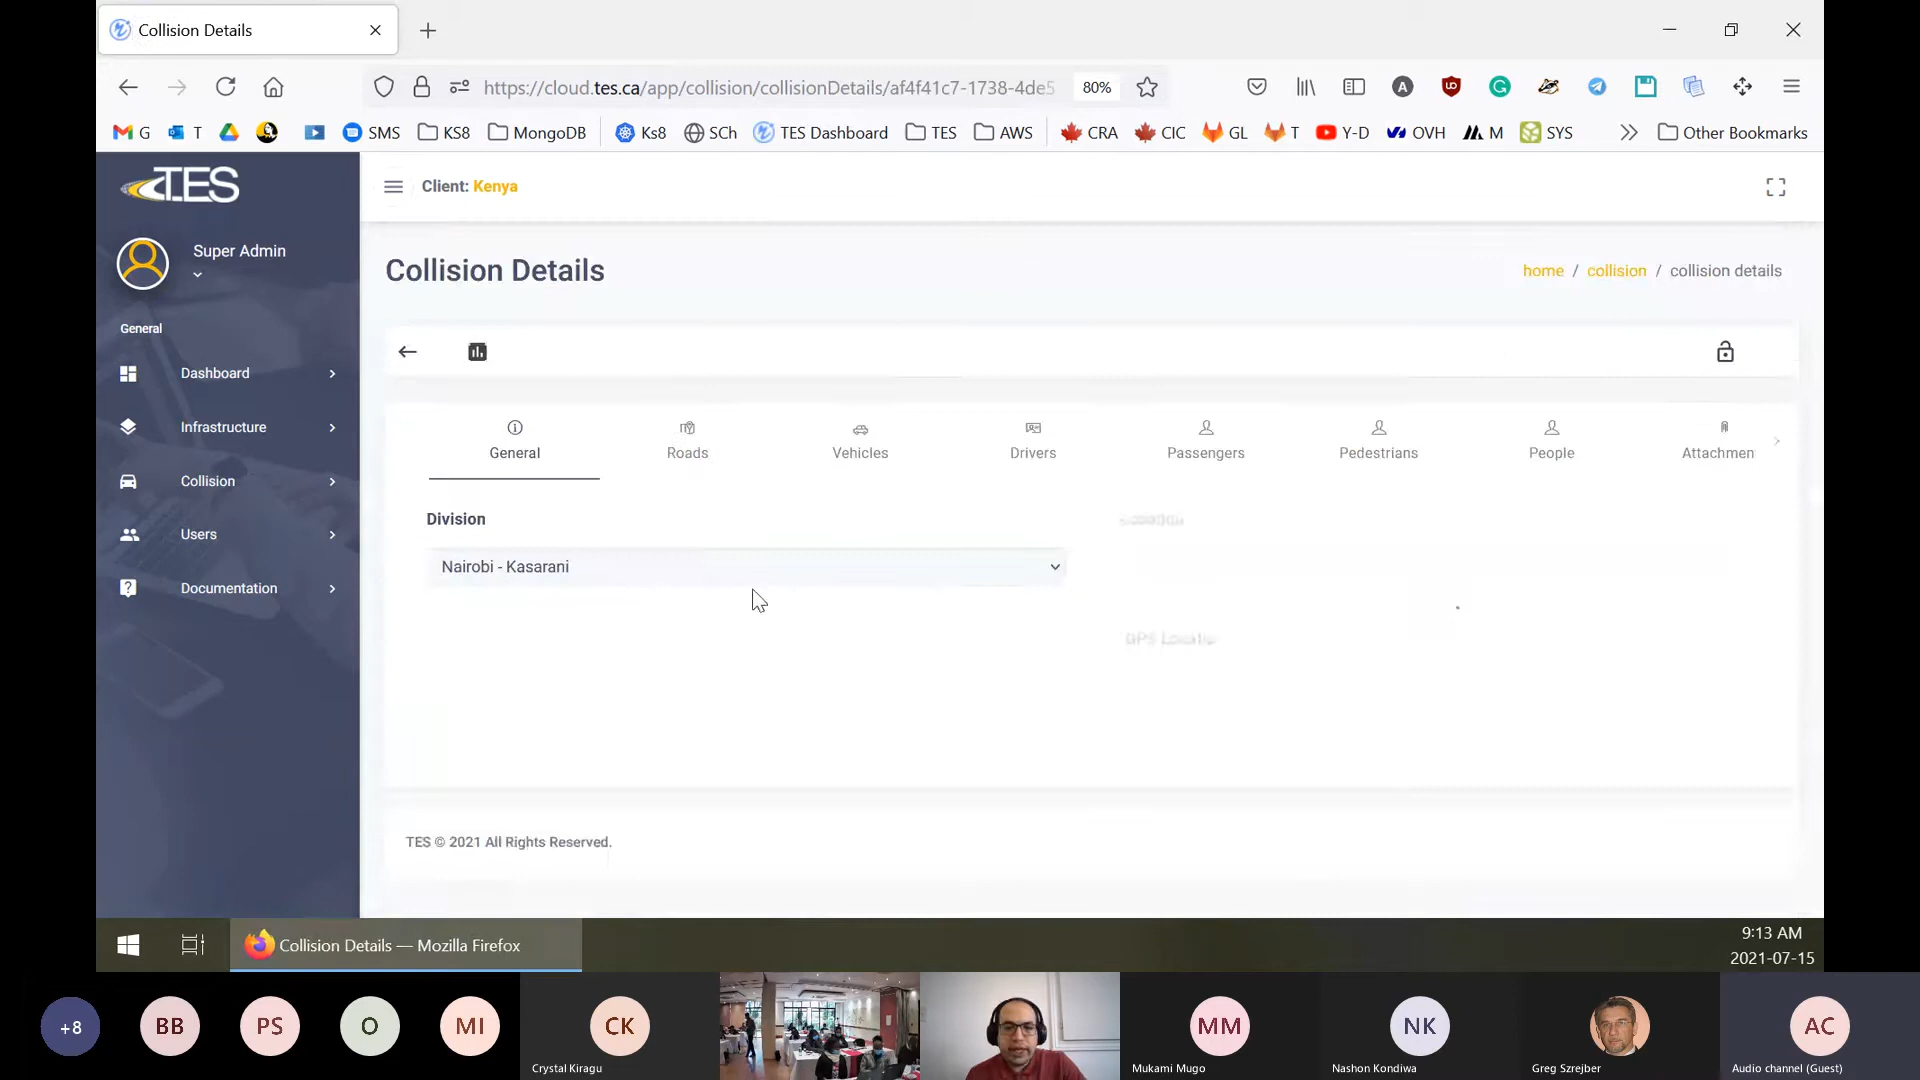 Collision Details
https://cloud.tes.ca/app/collision/collisionDetails/af4f41c7-1738-4de5
80%
G
T
SMS
KS8
MongoDB
Ks8
SCh
TES Dashboard
TES
AWS
CRA
CIC
GL
T
Y-D
OVH
M
SYS
Other Bookmarks
TES
Client: Kenya
Super Admin
General
Dashboard
Infrastructure
Collision
Users
Documentation
Collision Details
home / collision / collision details
General
Roads
Vehicles
Drivers
Passengers
Pedestrians
People
Attachmen
Division
Nairobi - Kasarani
GPS
TES © 2021 All Rights Reserved.
Collision Details — Mozilla Firefox
9:13 AM
2021-07-15
+8
BB
PS
O
MI
CK
Crystal Kiragu
MM
Mukami Mugo
NK
Nashon Kondiwa
Greg Szrejber
AC
Audio channel (Guest)